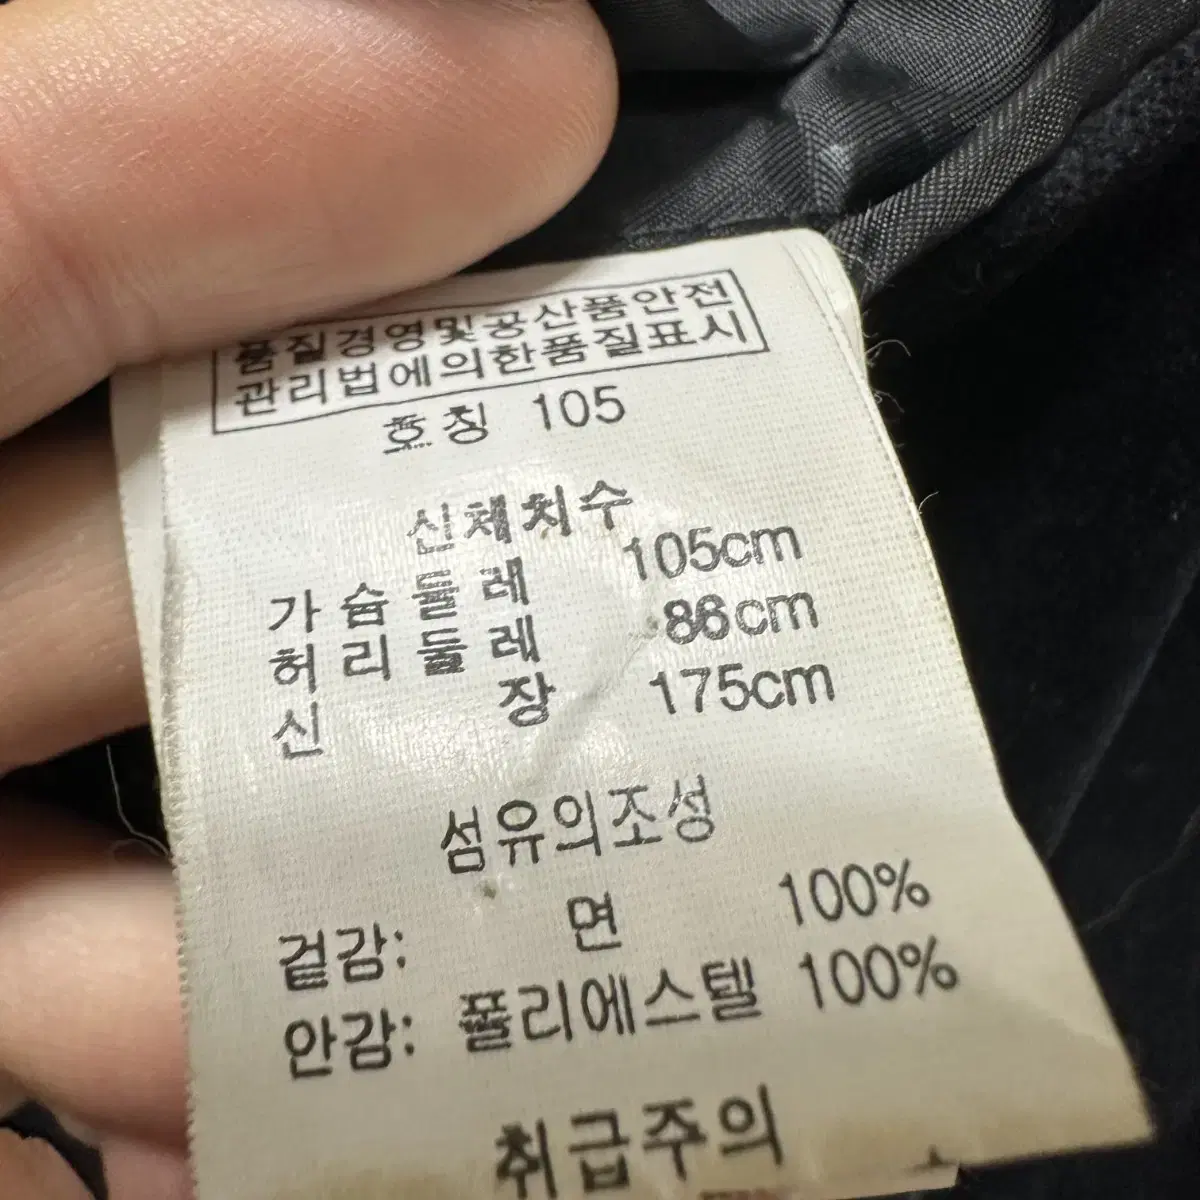 품질경영및공산품안전
관리법에의한품질표시
호칭 105
신체치수
가슴둘레 105cm
허리둘레 86cm
신장 175cm
섬유의조성
겉감: 면 100%
안감: 폴리에스텔 100%
취급주의